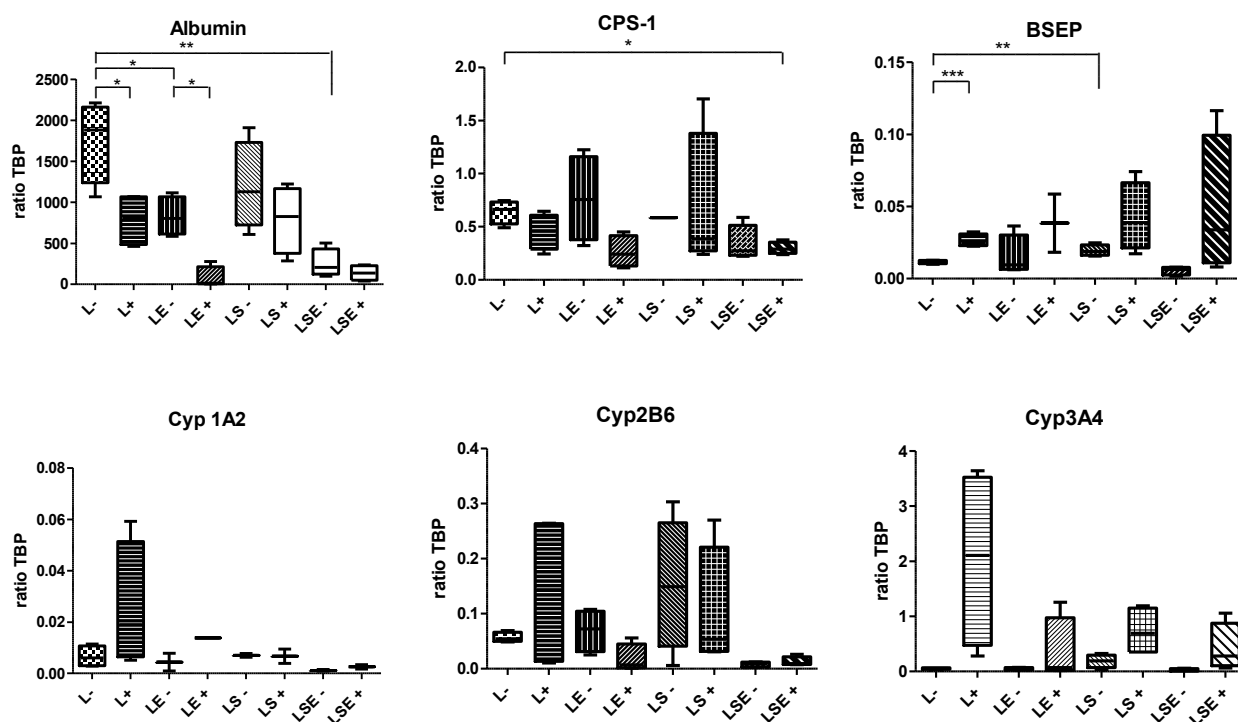 Albumin
**
*
*
*
ratio TBP
2500
2000
1500
1000
500
0
L-
L+
LE -
LE +
LS -
LS +
LSE -
LSE +
CPS-1
*
ratio TBP
2.0
1.5
1.0
0.5
0.0
L-
L+
LE -
LE +
LS -
LS +
LSE -
LSE +
BSEP
**
***
ratio TBP
0.15
0.10
0.05
0.00
L-
L+
LE -
LE +
LS -
LS +
LSE -
LSE +
Cyp 1A2
ratio TBP
0.08
0.06
0.04
0.02
0.00
L-
L+
LE -
LE +
LS -
LS +
LSE -
LSE +
Cyp2B6
ratio TBP
0.4
0.3
0.2
0.1
0.0
L-
L+
LE -
LE +
LS -
LS +
LSE -
LSE +
Cyp3A4
ratio TBP
4
3
2
1
0
L-
L+
LE -
LE +
LS -
LS +
LSE -
LSE +